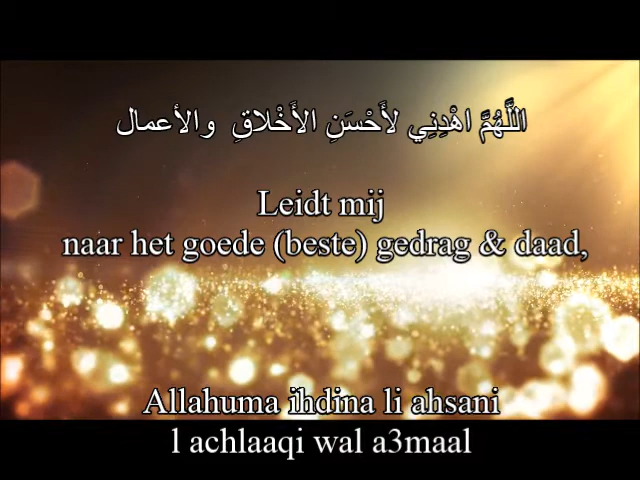 اللَّهُمَّ اهْدِنِي لأَحْسَنِ الأَخْلاقِ والأعمال
Leidt mij
naar het goede (beste) gedrag & daad,
Allahuma ihdina li ahsani
l achlaaqi wal a3maal